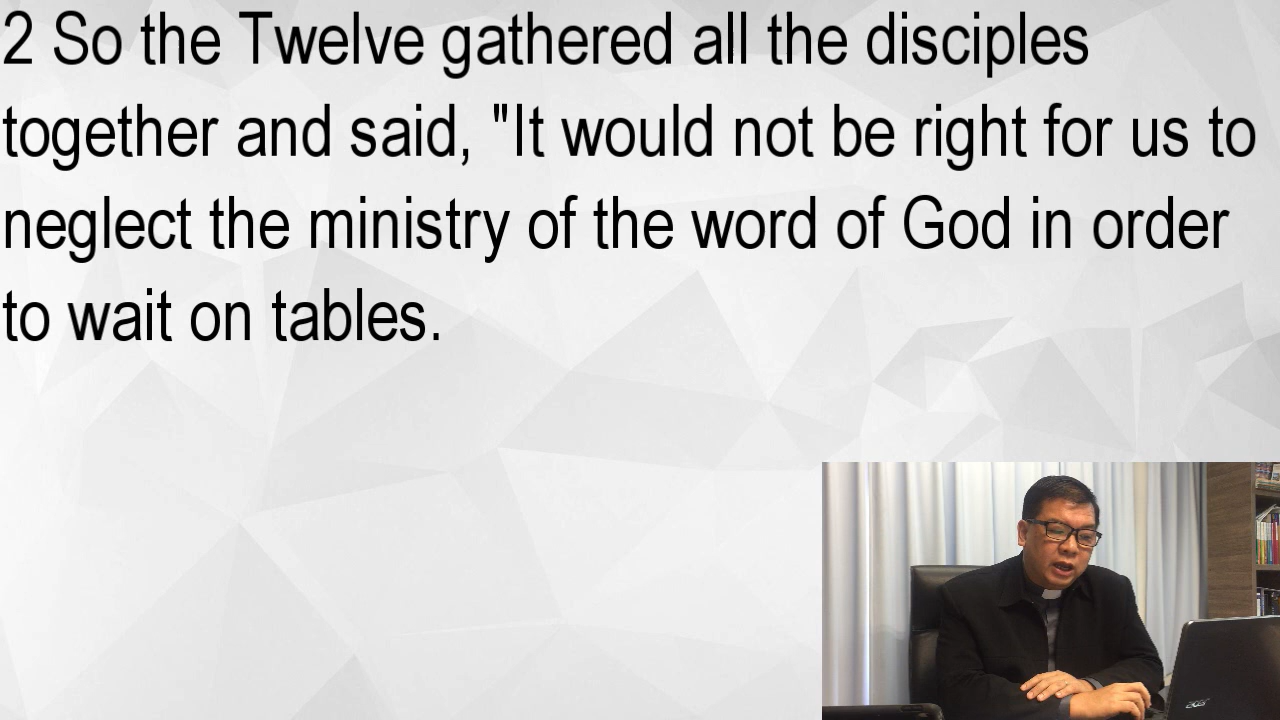 2 So the Twelve gathered all the disciples
together and said, "It would not be right for us to
neglect the ministry of the word of God in order
to wait on tables.
acer